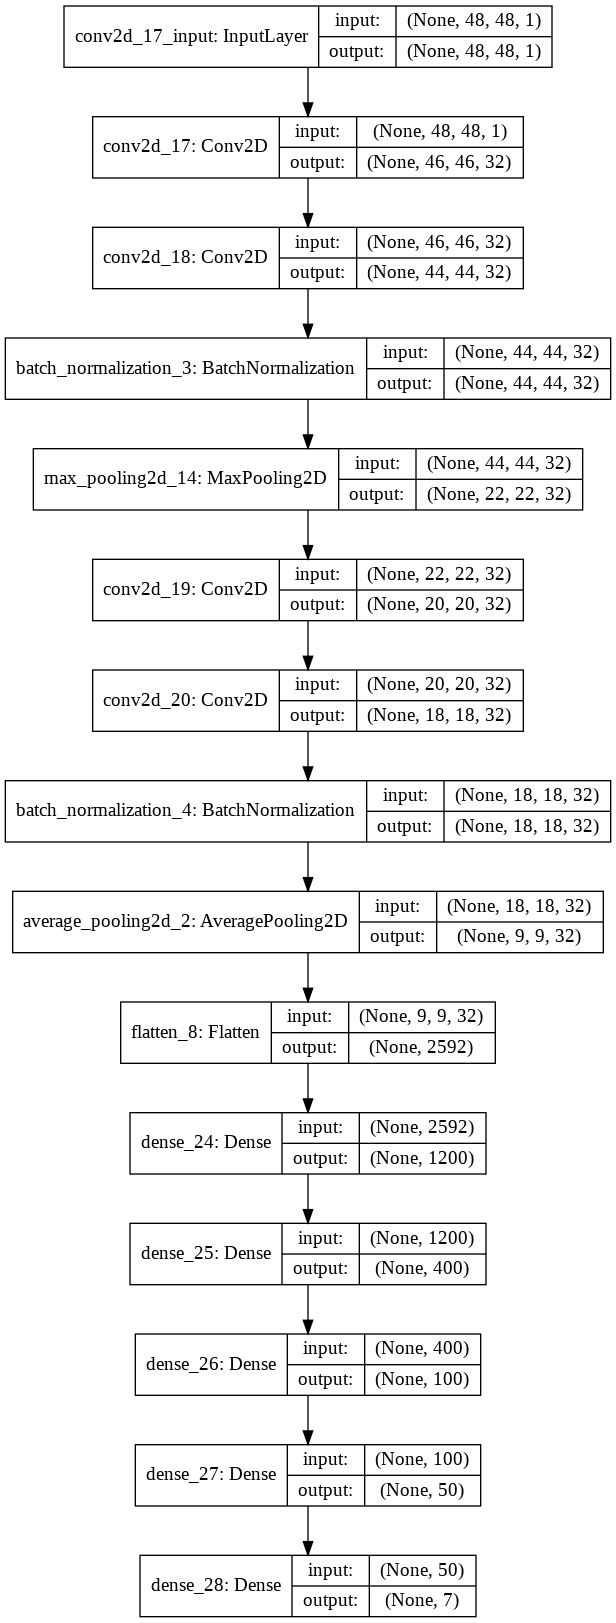 conv2d_17_input: InputLayer
input: (None, 48, 48, 1)
output: (None, 48, 48, 1)
conv2d_17: Conv2D
input: (None, 48, 48, 1)
output: (None, 46, 46, 32)
conv2d_18: Conv2D
input: (None, 46, 46, 32)
output: (None, 44, 44, 32)
batch_normalization_3: BatchNormalization
input: (None, 44, 44, 32)
output: (None, 44, 44, 32)
max_pooling2d_14: MaxPooling2D
input: (None, 44, 44, 32)
output: (None, 22, 22, 32)
conv2d_19: Conv2D
input: (None, 22, 22, 32)
output: (None, 20, 20, 32)
conv2d_20: Conv2D
input: (None, 20, 20, 32)
output: (None, 18, 18, 32)
batch_normalization_4: BatchNormalization
input: (None, 18, 18, 32)
output: (None, 18, 18, 32)
average_pooling2d_2: AveragePooling2D
input: (None, 18, 18, 32)
output: (None, 9, 9, 32)
flatten_8: Flatten
input: (None, 9, 9, 32)
output: (None, 2592)
dense_24: Dense
input: (None, 2592)
output: (None, 1200)
dense_25: Dense
input: (None, 1200)
output: (None, 400)
dense_26: Dense
input: (None, 400)
output: (None, 100)
dense_27: Dense
input: (None, 100)
output: (None, 50)
dense_28: Dense
input: (None, 50)
output: (None, 7)